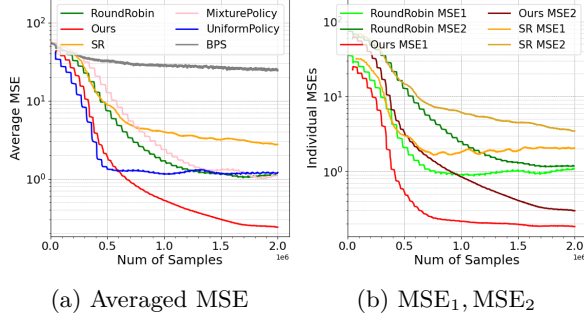 RoundRobin
Ours
SR
MixturePolicy
UniformPolicy
BPS
Average MSE
10²
10¹
10⁰
0.0 0.5 1.0 1.5 2.0
1e6
Num of Samples
(a) Averaged MSE
RoundRobin MSE1
RoundRobin MSE2
Ours MSE1
Ours MSE2
SR MSE1
SR MSE2
Individual MSEs
10²
10¹
10⁰
0.0 0.5 1.0 1.5 2.0
1e6
Num of Samples
(b) MSE₁, MSE₂